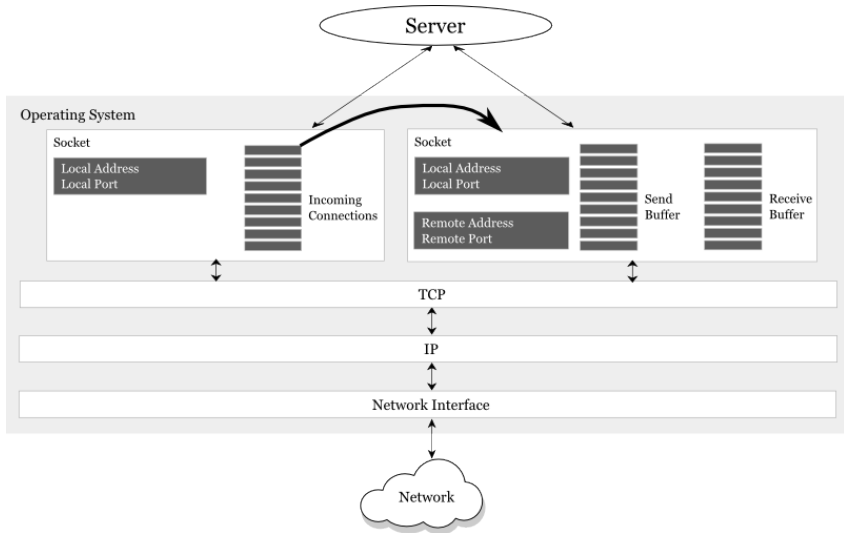 Server
Operating System
Socket
Local Address
Local Port
Incoming
Connections
Socket
Local Address
Local Port
Remote Address
Remote Port
Send
Buffer
Receive
Buffer
TCP
IP
Network Interface
Network